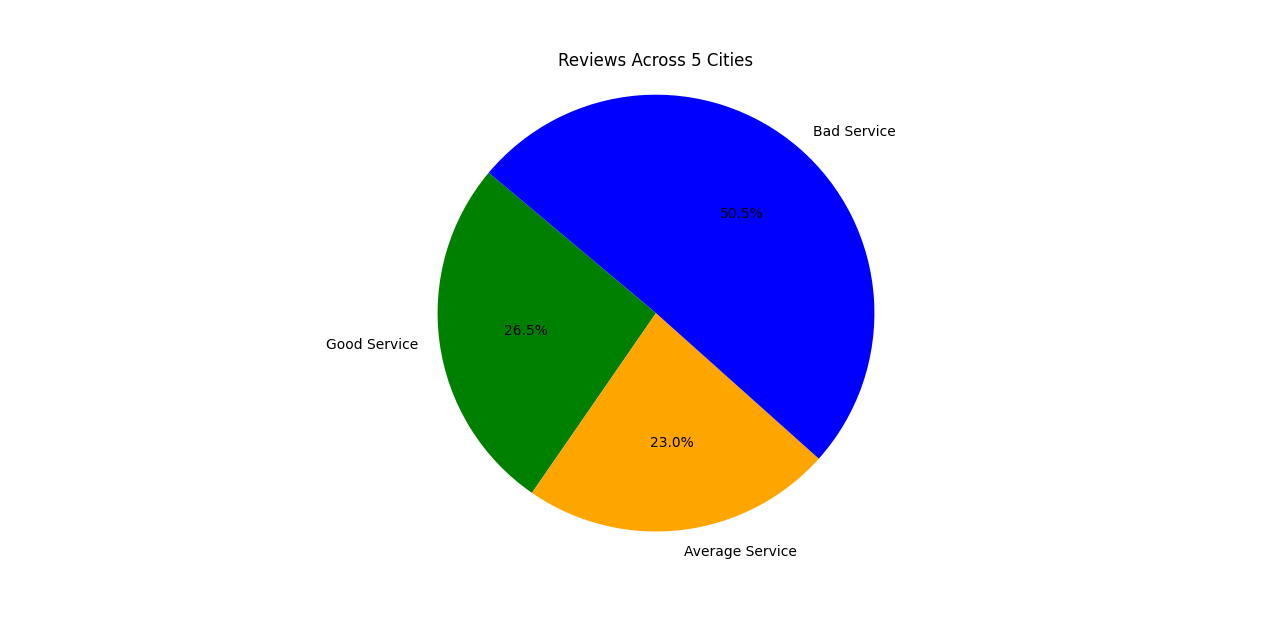 Reviews Across 5 Cities
Bad Service
50.5%
26.5%
Good Service
23.0%
Average Service